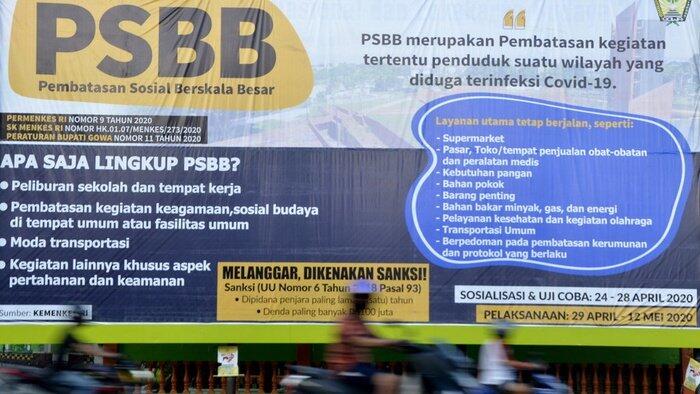 PSBB
Pembatasan Sosial Berskala Besar
PERMENKES RI NOMOR 9 TAHUN 2020
SK MENKES RI NOMOR HK.01.07/MENKES/273/2020
PERATURAN BUPATI GOWA NOMOR 11 TAHUN 2020
“
PSBB merupakan Pembatasan kegiatan
tertentu penduduk suatu wilayah yang
diduga terinfeksi Covid-19.
APA SAJA LINGKUP PSBB?
• Peliburan sekolah dan tempat kerja
• Pembatasan kegiatan keagamaan,sosial budaya
di tempat umum atau fasilitas umum
• Moda transportasi
• Kegiatan lainnya khusus aspek
pertahanan dan keamanan
Sumber:
Layanan utama tetap berjalan, seperti:
- Supermarket
- Pasar, Toko/tempat penjualan obat-obatan
dan peralatan medis
- Kebutuhan pangan
- Bahan pokok
- Barang penting
- Bahan bakar minyak, gas, dan energi
- Pelayanan kesehatan dan kegiatan olahraga
- Transportasi Umum
- Berpedoman pada pembatasan kerumunan
dan protokol yang berlaku
MELANGGAR, DIKENAKAN SANKSI!
Sanksi (UU Nomor 6 Tahun Pasal 93)
• Dipidana penjara paling tahun
• Denda paling juta
SOSIALISASI & UJI COBA: 24 - 28 APRIL 2020
PELAKSANAAN: 29 APRIL - 12 MEI 2020